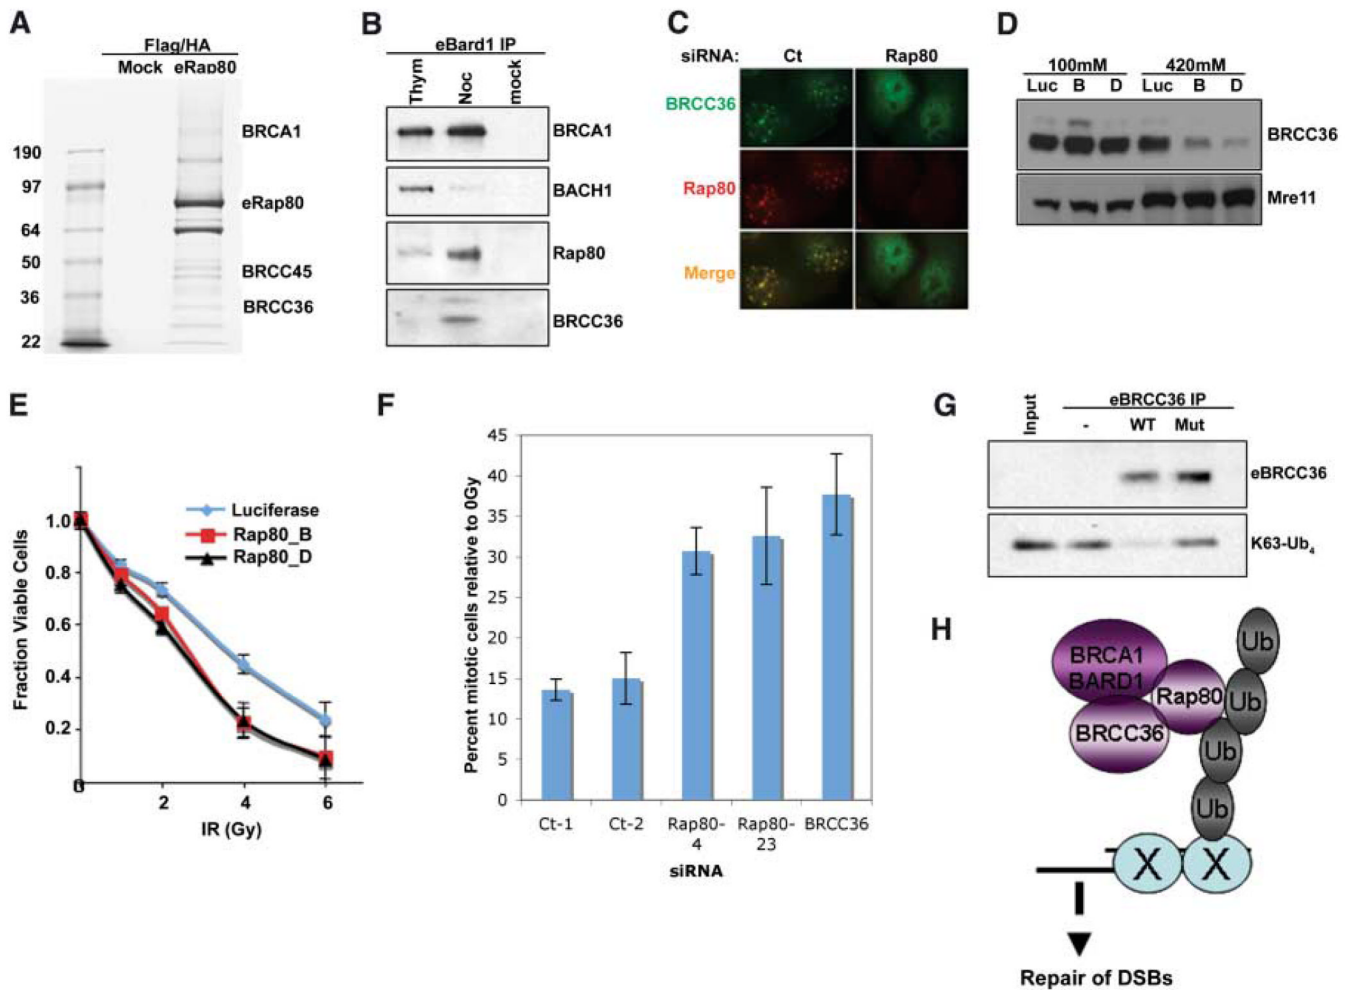 A
Flag/HA
Mock eRap80
BRCA1
190
97
eRap80
64
50
BRCC45
36
BRCC36
22
B
eBard1 IP
Thym
Noc
mock
BRCA1
BACH1
Rap80
BRCC36
C
siRNA: Ct Rap80
BRCC36
Rap80
Merge
D
100mM 420mM
Luc B D Luc B D
BRCC36
Mre11
E
Fraction Viable Cells
1.0
0.8
0.6
0.4
0.2
0
2 4 6
IR (Gy)
Luciferase
Rap80_B
Rap80_D
F
Percent mitotic cells relative to 0Gy
45
40
35
30
25
20
15
10
5
0
Ct-1 Ct-2 Rap80- Rap80- BRCC36
4 23
siRNA
G
Input
eBRCC36 IP
- WT Mut
eBRCC36
K63-Ub4
H
BRCA1
BARD1
BRCC36
Rap80
Ub
Ub
Ub
Ub
X X
Repair of DSBs